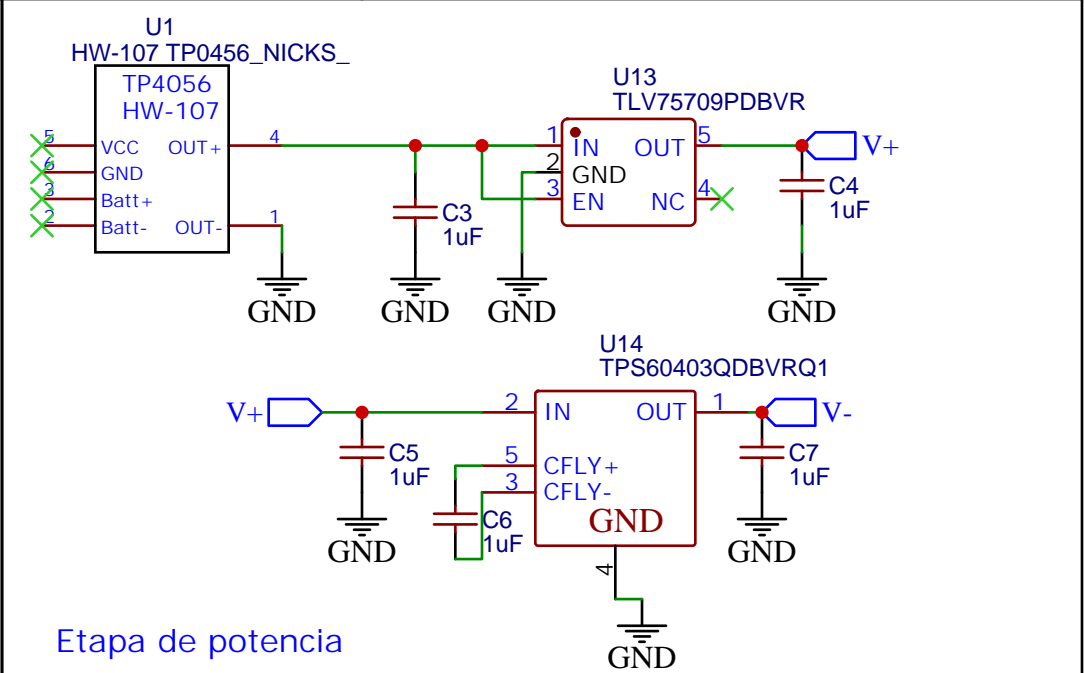 U1
HW-107 TP0456_NICKS_
TP4056
HW-107
5 VCC OUT+ 4
6 GND
3 Batt+
2 Batt- OUT- 1
GND
C3
1uF
GND
GND
U13
TLV75709PDBVR
1 IN OUT 5
2 GND
3 EN NC 4
V+
C4
1uF
GND
U14
TPS60403QDBVRQ1
V+
2 IN OUT 1
5 CFLY+
3 CFLY-
GND
4
C5
1uF
GND
C6
1uF
V-
C7
1uF
GND
GND
Etapa de potencia